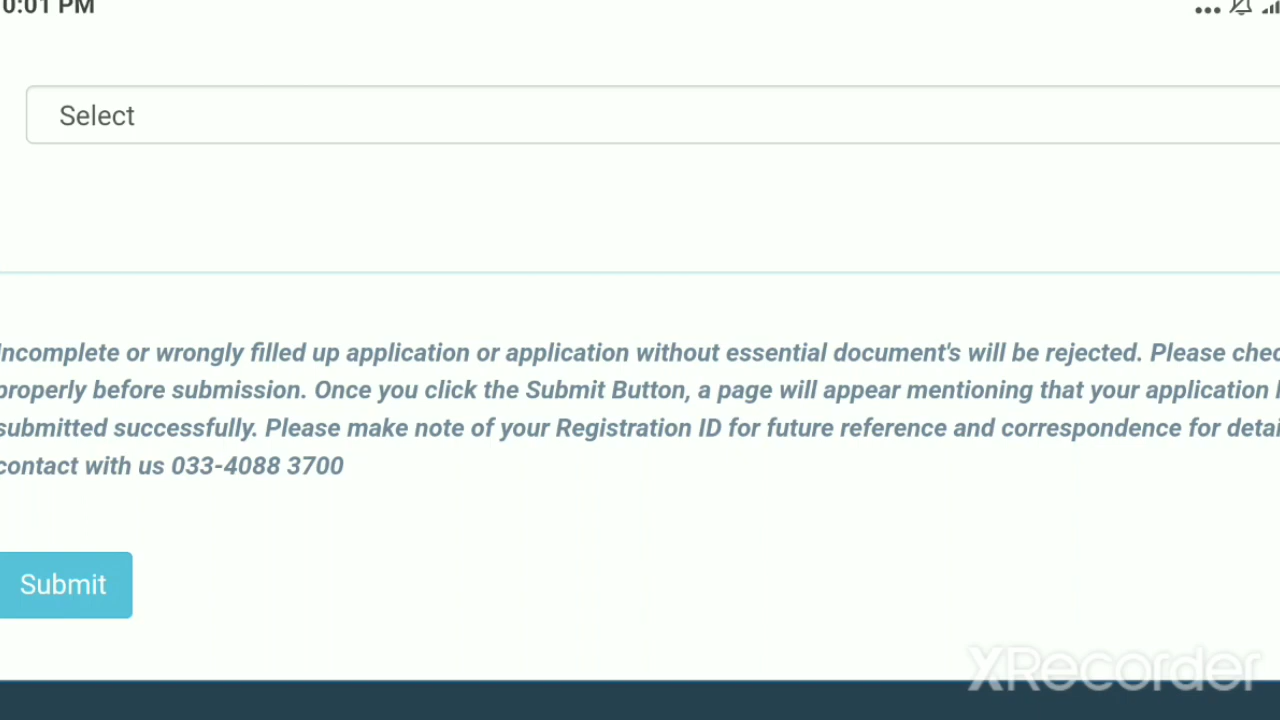 0:01 PM
Select
Incomplete or wrongly filled up application or application without essential document's will be rejected. Please chec
properly before submission. Once you click the Submit Button, a page will appear mentioning that your application
submitted successfully. Please make note of your Registration ID for future reference and correspondence for detai
contact with us 033-4088 3700
Submit
XRecorder